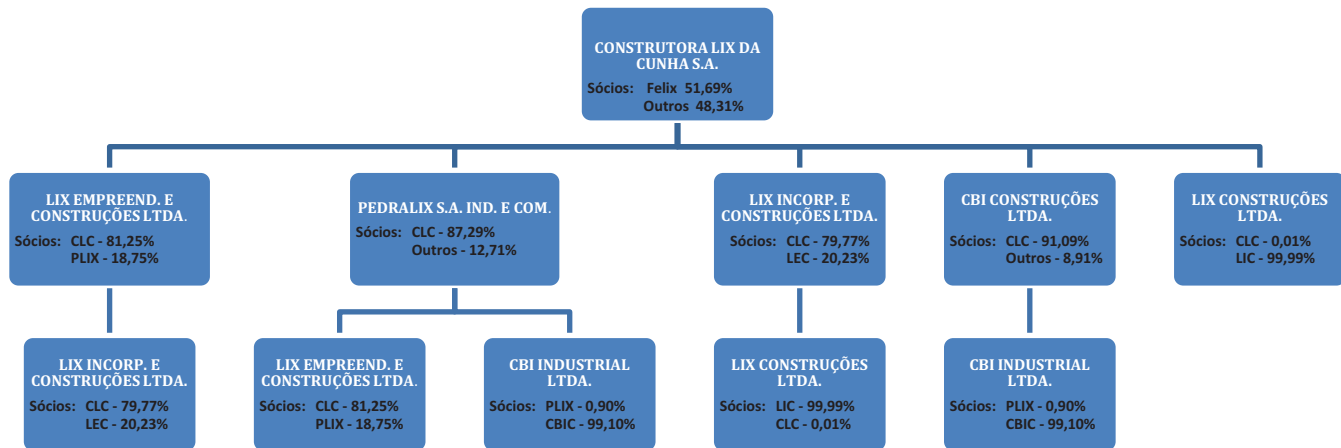 CONSTRUTORA LIX DA
CUNHA S.A.
Sócios: Felix 51,69%
Outros 48,31%
LIX EMPREEND. E
CONSTRUÇÕES LTDA.
Sócios: CLC - 81,25%
PLIX - 18,75%
PEDRALIX S.A. IND. E COM.
Sócios: CLC - 87,29%
Outros - 12,71%
LIX INCORP. E
CONSTRUÇÕES LTDA.
Sócios: CLC - 79,77%
LEC - 20,23%
CBI CONSTRUÇÕES
LTDA.
Sócios: CLC - 91,09%
Outros - 8,91%
LIX CONSTRUÇÕES
LTDA.
Sócios: CLC - 0,01%
LIC - 99,99%
LIX INCORP. E
CONSTRUÇÕES LTDA.
Sócios: CLC - 79,77%
LEC - 20,23%
LIX EMPREEND. E
CONSTRUÇÕES LTDA.
Sócios: CLC - 81,25%
PLIX - 18,75%
CBI INDUSTRIAL
LTDA.
Sócios: PLIX - 0,90%
CBIC - 99,10%
LIX CONSTRUÇÕES
LTDA.
Sócios: LIC - 99,99%
CLC - 0,01%
CBI INDUSTRIAL
LTDA.
Sócios: PLIX - 0,90%
CBIC - 99,10%